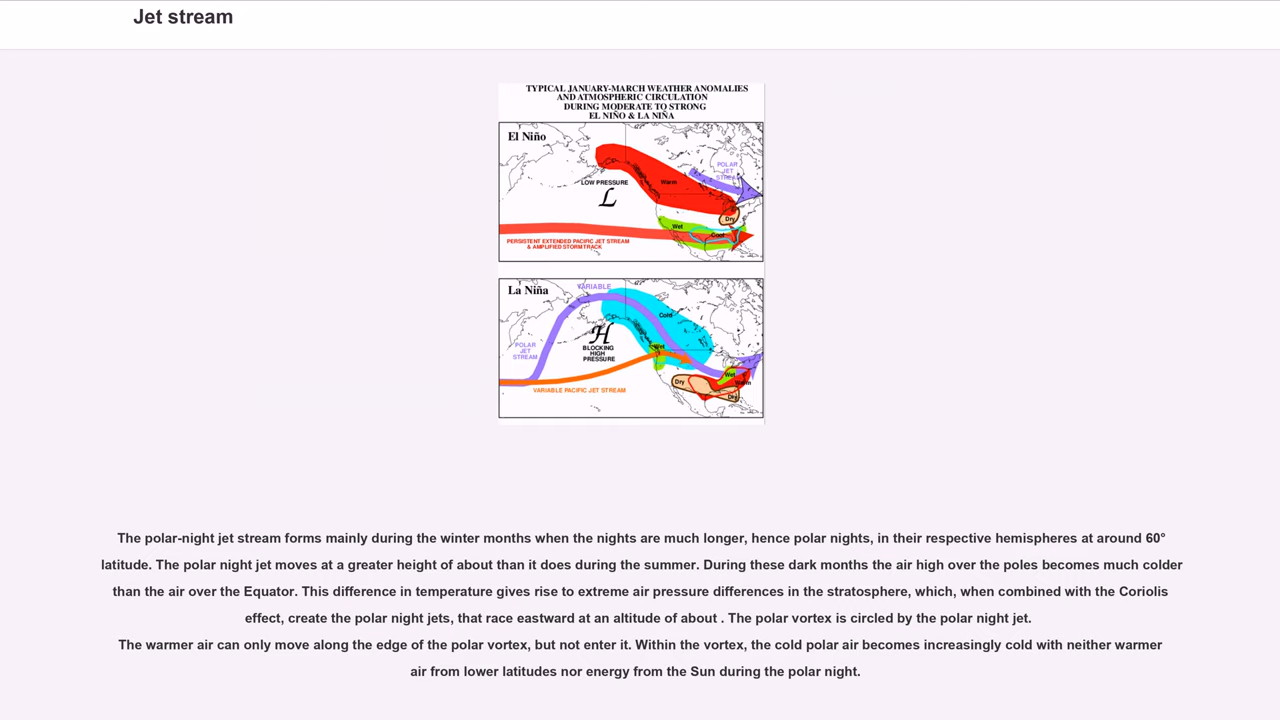 Jet stream
TYPICAL JANUARY-MARCH WEATHER ANOMALIES
AND ATMOSPHERIC CIRCULATION
DURING MODERATE TO STRONG
EL NIÑO & LA NIÑA
El Niño
POLAR
JET
STREAM
LOW PRESSURE
L
Warm
Dry
Wet
Cool
PERSISTENT EXTENDED PACIFIC JET STREAM
& AMPLIFIED STORM TRACK
La Niña
VARIABLE
Cold
H
BLOCKING
HIGH
PRESSURE
POLAR
JET
STREAM
Wet
Wet
Dry
Warm
Dry
VARIABLE PACIFIC JET STREAM
The polar-night jet stream forms mainly during the winter months when the nights are much longer, hence polar nights, in their respective hemispheres at around 60°
latitude. The polar night jet moves at a greater height of about than it does during the summer. During these dark months the air high over the poles becomes much colder
than the air over the Equator. This difference in temperature gives rise to extreme air pressure differences in the stratosphere, which, when combined with the Coriolis
effect, create the polar night jets, that race eastward at an altitude of about . The polar vortex is circled by the polar night jet.
The warmer air can only move along the edge of the polar vortex, but not enter it. Within the vortex, the cold polar air becomes increasingly cold with neither warmer
air from lower latitudes nor energy from the Sun during the polar night.